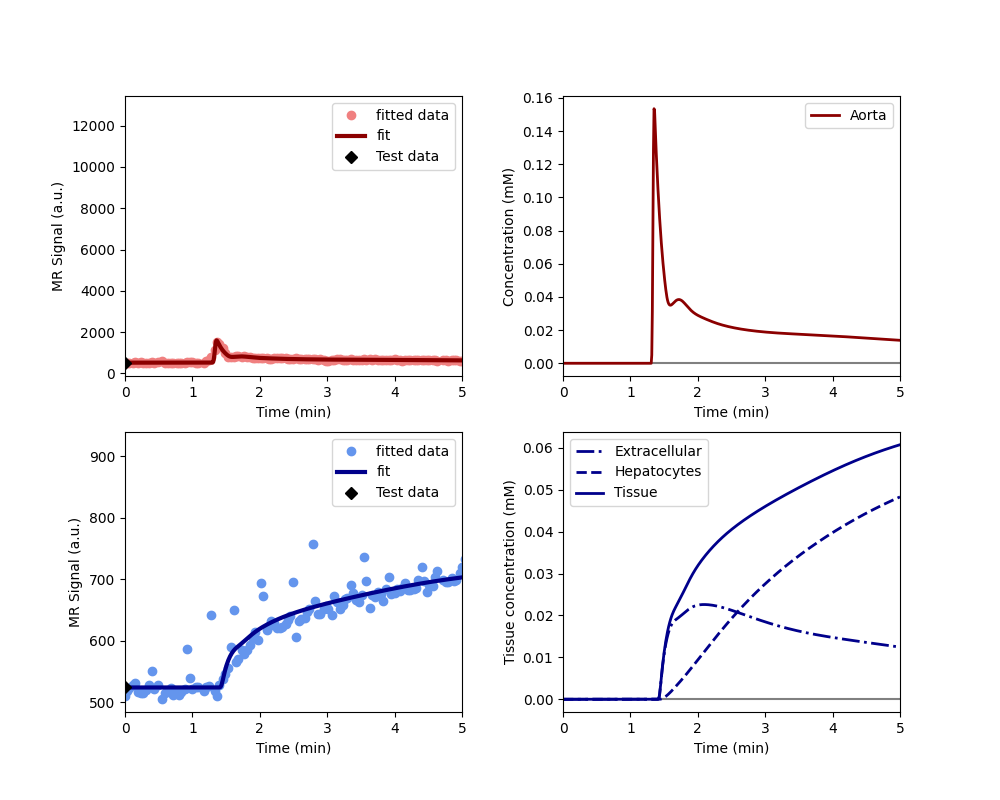 MR Signal (a.u.)
12000
10000
8000
6000
4000
2000
0
0 1 2 3 4 5
Time (min)
fitted data
fit
Test data
Concentration (mM)
0.16
0.14
0.12
0.10
0.08
0.06
0.04
0.02
0.00
0 1 2 3 4 5
Time (min)
Aorta
MR Signal (a.u.)
900
800
700
600
500
0 1 2 3 4 5
Time (min)
fitted data
fit
Test data
Tissue concentration (mM)
0.06
0.05
0.04
0.03
0.02
0.01
0.00
0 1 2 3 4 5
Time (min)
Extracellular
Hepatocytes
Tissue